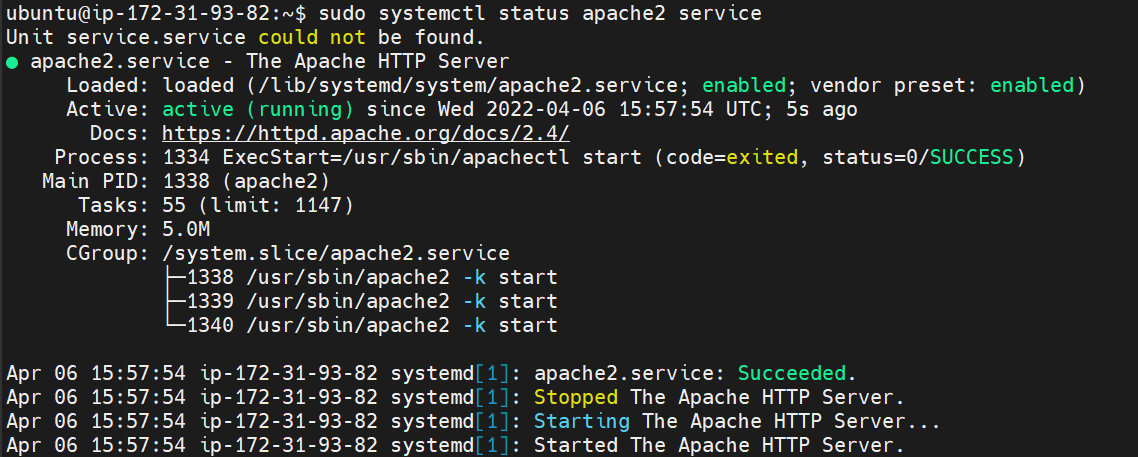 ubuntu@ip-172-31-93-82:~$ sudo systemctl status apache2 service
Unit service.service could not be found.
● apache2.service - The Apache HTTP Server
     Loaded: loaded (/lib/systemd/system/apache2.service; enabled; vendor preset: enabled)
     Active: active (running) since Wed 2022-04-06 15:57:54 UTC; 5s ago
       Docs: https://httpd.apache.org/docs/2.4/
    Process: 1334 ExecStart=/usr/sbin/apachectl start (code=exited, status=0/SUCCESS)
   Main PID: 1338 (apache2)
      Tasks: 55 (limit: 1147)
     Memory: 5.0M
     CGroup: /system.slice/apache2.service
             ├─1338 /usr/sbin/apache2 -k start
             ├─1339 /usr/sbin/apache2 -k start
             └─1340 /usr/sbin/apache2 -k start

Apr 06 15:57:54 ip-172-31-93-82 systemd[1]: apache2.service: Succeeded.
Apr 06 15:57:54 ip-172-31-93-82 systemd[1]: Stopped The Apache HTTP Server.
Apr 06 15:57:54 ip-172-31-93-82 systemd[1]: Starting The Apache HTTP Server...
Apr 06 15:57:54 ip-172-31-93-82 systemd[1]: Started The Apache HTTP Server.